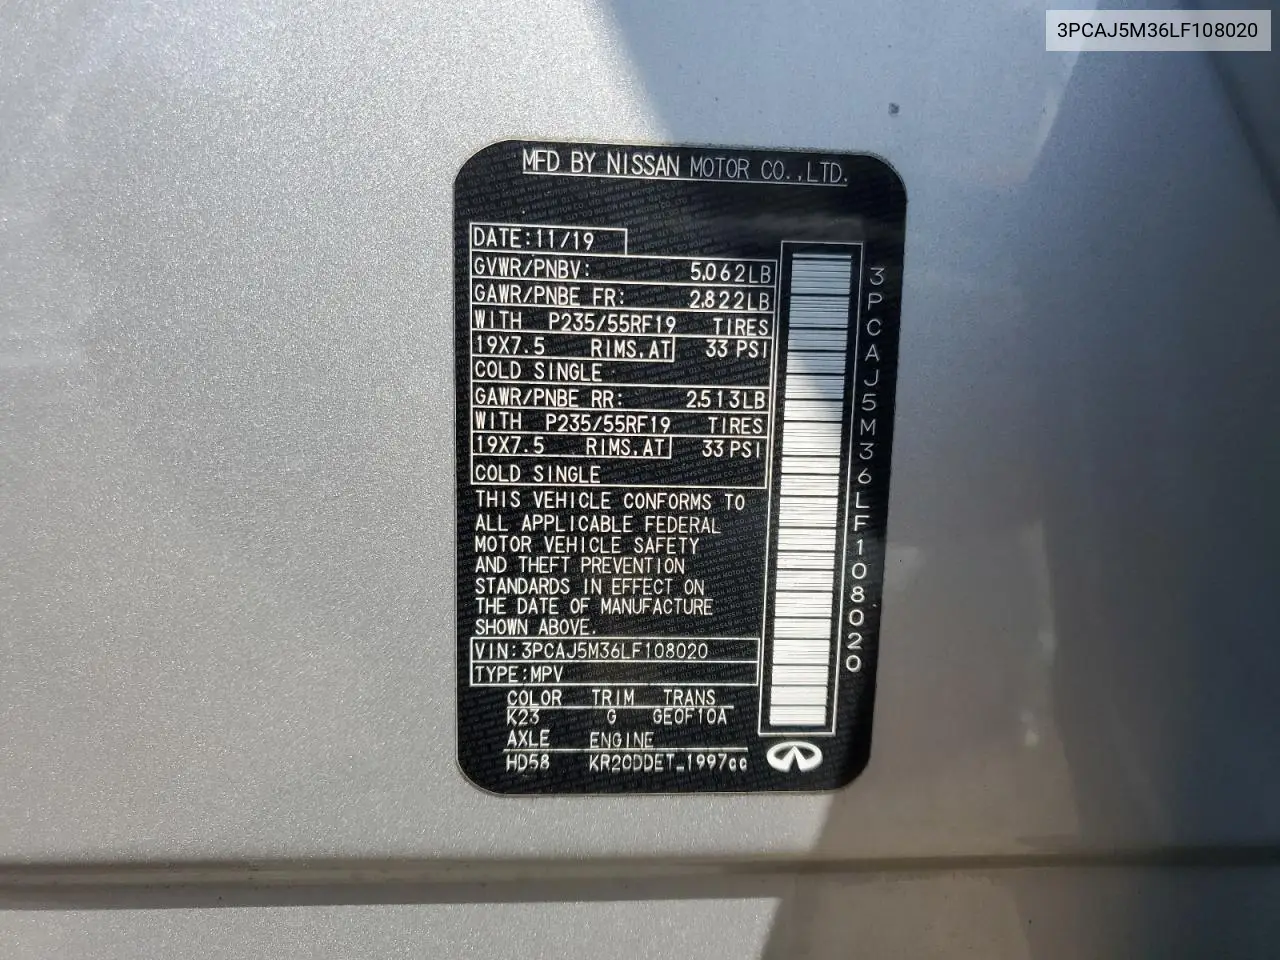 3PCAJ5M36LF108020
MFD BY NISSAN MOTOR CO.,LTD.
DATE:11/19
GVWR/PNBV: 5,062LB
GAWR/PNBE FR: 2,822LB
WITH P235/55RF19 TIRES
19X7.5 RIMS,AT 33 PSI
COLD SINGLE
GAWR/PNBE RR: 2,513LB
WITH P235/55RF19 TIRES
19X7.5 RIMS,AT 33 PSI
COLD SINGLE
THIS VEHICLE CONFORMS TO
ALL APPLICABLE FEDERAL
MOTOR VEHICLE SAFETY
AND THEFT PREVENTION
STANDARDS IN EFFECT ON
THE DATE OF MANUFACTURE
SHOWN ABOVE.
VIN:3PCAJ5M36LF108020
TYPE:MPV
COLOR TRIM TRANS
K23 G GE0F10A
AXLE ENGINE
HD58 KR20DDET_1997cc
3PCAJ5M36LF108020